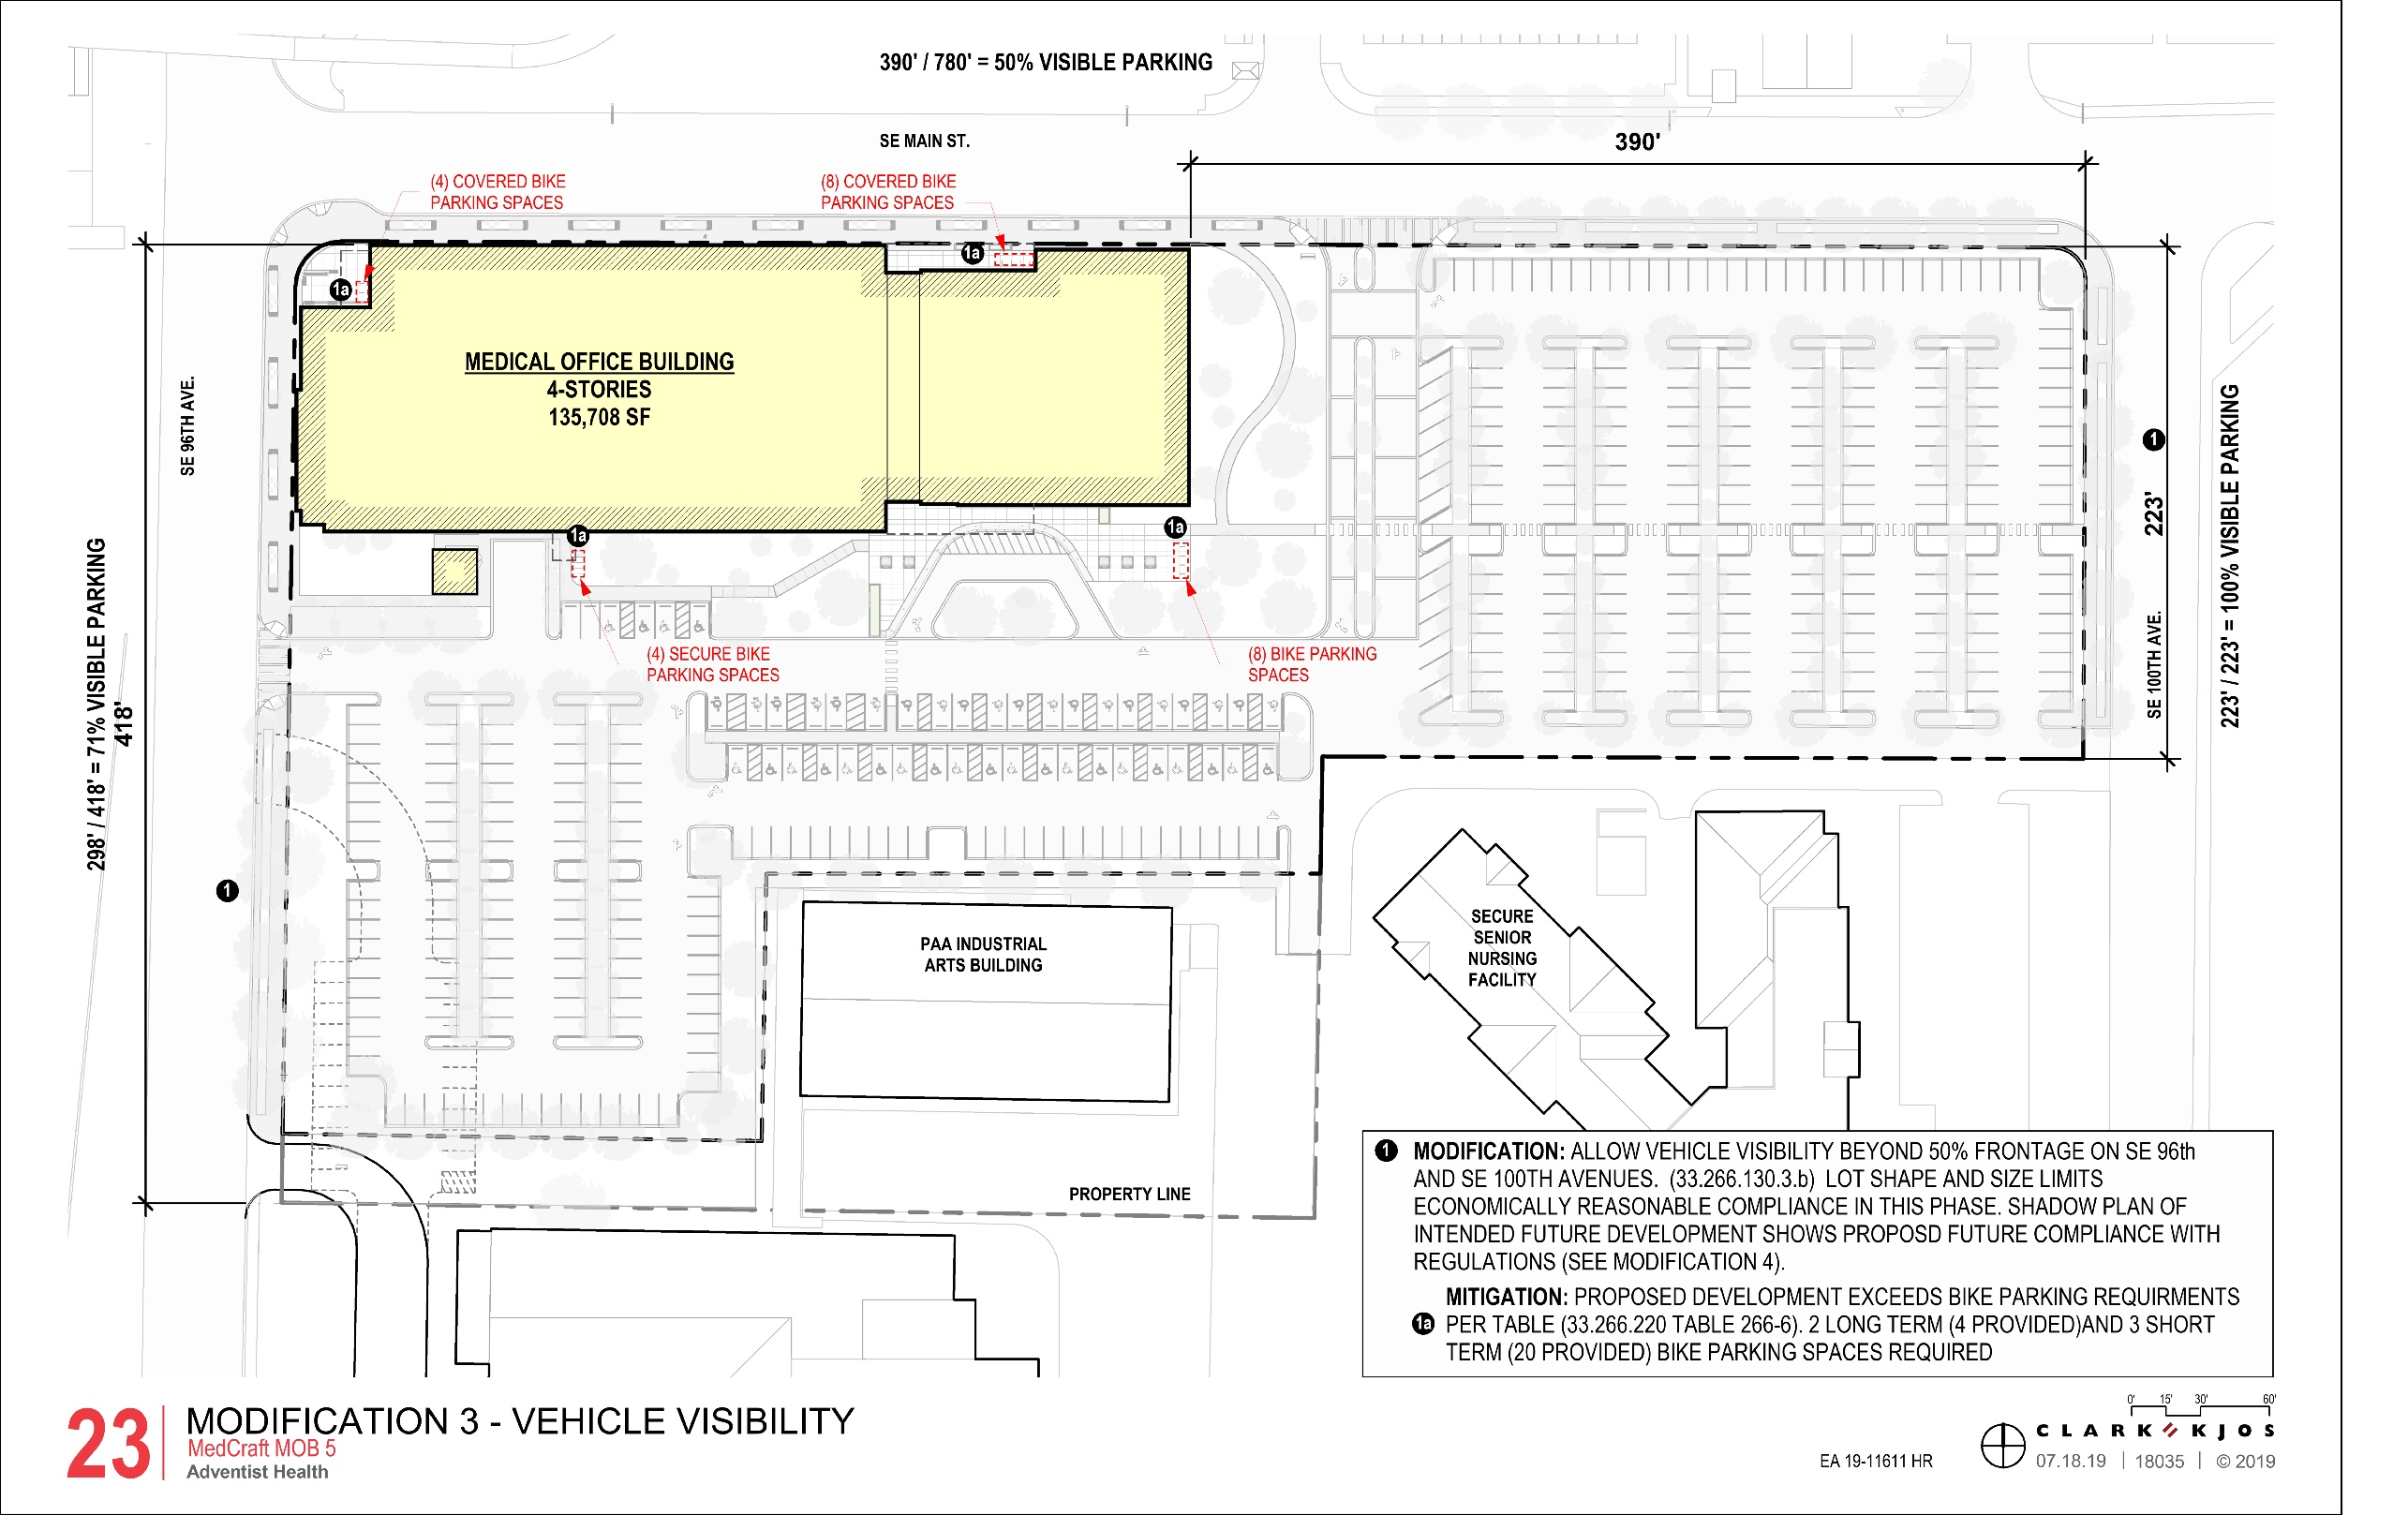 390' / 780' = 50% VISIBLE PARKING
SE MAIN ST.
390'
(4) COVERED BIKE
PARKING SPACES
(8) COVERED BIKE
PARKING SPACES
1a
1a
MEDICAL OFFICE BUILDING
4-STORIES
135,708 SF
SE 96TH AVE.
298' / 418' = 71% VISIBLE PARKING
418'
1
223'
SE 100TH AVE.
223' / 223' = 100% VISIBLE PARKING
1a
1a
(4) SECURE BIKE
PARKING SPACES
(8) BIKE PARKING
SPACES
1
PAA INDUSTRIAL
ARTS BUILDING
SECURE
SENIOR
NURSING
FACILITY
PROPERTY LINE
1 MODIFICATION: ALLOW VEHICLE VISIBILITY BEYOND 50% FRONTAGE ON SE 96th
AND SE 100TH AVENUES. (33.266.130.3.b) LOT SHAPE AND SIZE LIMITS
ECONOMICALLY REASONABLE COMPLIANCE IN THIS PHASE. SHADOW PLAN OF
INTENDED FUTURE DEVELOPMENT SHOWS PROPOSD FUTURE COMPLIANCE WITH
REGULATIONS (SEE MODIFICATION 4).
MITIGATION: PROPOSED DEVELOPMENT EXCEEDS BIKE PARKING REQUIRMENTS
1a PER TABLE (33.266.220 TABLE 266-6). 2 LONG TERM (4 PROVIDED)AND 3 SHORT
TERM (20 PROVIDED) BIKE PARKING SPACES REQUIRED
23
MODIFICATION 3 - VEHICLE VISIBILITY
MedCraft MOB 5
Adventist Health
0' 15' 30' 60'
CLARK KJOS
EA 19-11611 HR
07.18.19 | 18035 | © 2019